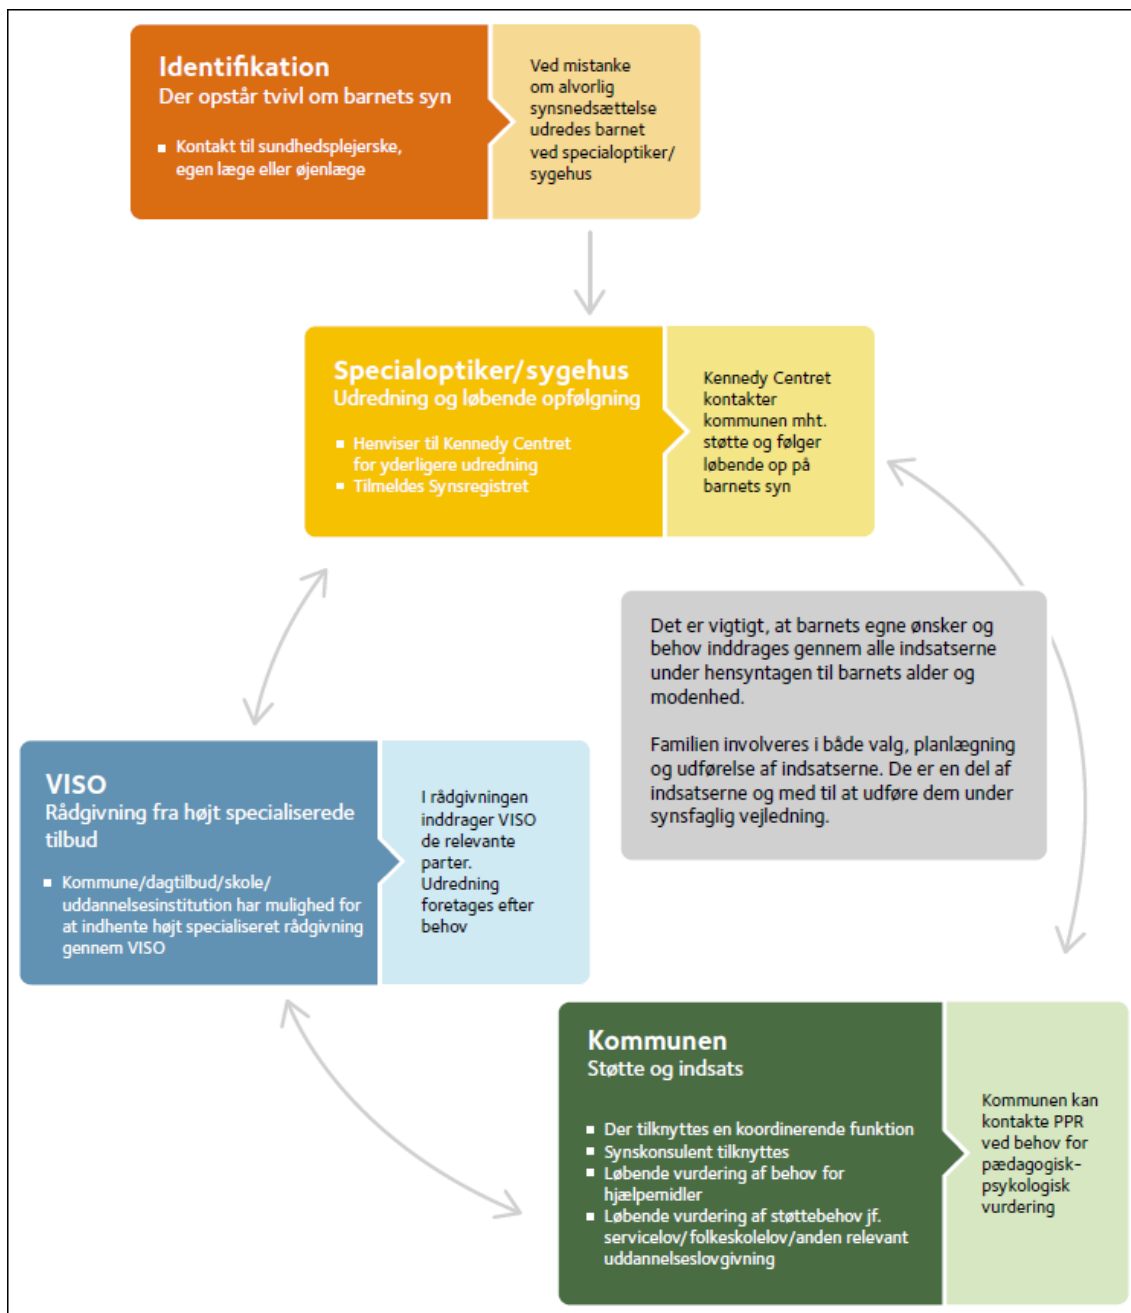 Identifikation
Der opstår tvivl om barnets syn
▪ Kontakt til sundhedsplejerske,
egen læge eller øjenlæge
Ved mistanke
om alvorlig
synsnedsættelse
udredes barnet
ved specialoptiker/
sygehus
Specialoptiker/sygehus
Udredning og løbende opfølgning
▪ Henviser til Kennedy Centret
for yderligere udredning
▪ Tilmeldes Synsregistret
Kennedy Centret
kontakter
kommunen mht.
støtte og følger
løbende op på
barnets syn
Det er vigtigt, at barnets egne ønsker og
behov inddrages gennem alle indsatserne
under hensyntagen til barnets alder og
modenhed.
Familien involveres i både valg, planlægning
og udførelse af indsatserne. De er en del af
indsatserne og med til at udføre dem under
synsfaglig vejledning.
VISO
Rådgivning fra højt specialiserede
tilbud
▪ Kommune/dagtilbud/skole/
uddannelsesinstitution har mulighed for
at indhente højt specialiseret rådgivning
gennem VISO
I rådgivningen
inddrager VISO
de relevante
parter.
Udredning
foretages efter
behov
Kommunen
Støtte og indsats
▪ Der tilknyttes en koordinerende funktion
▪ Synskonsulent tilknyttes
▪ Løbende vurdering af behov for
hjælpemidler
▪ Løbende vurdering af støttebehov jf.
servicelov/folkeskolelov/anden relevant
uddannelseslovgivning
Kommunen kan
kontakte PPR
ved behov for
pædagogisk-
psykologisk
vurdering